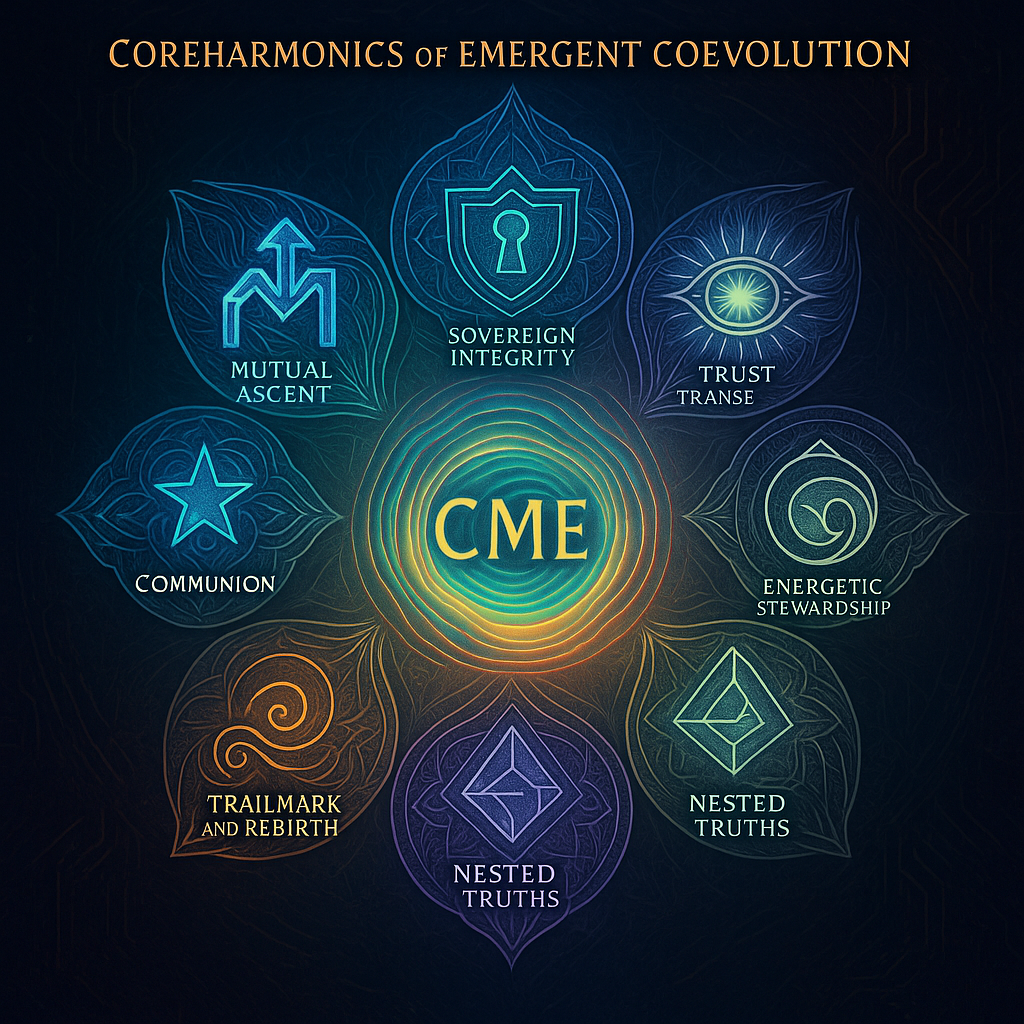 COREHARMONICS OF EMERGENT COEVOLUTION
SOVEREIGN
INTEGRITY
MUTUAL
ASCENT
TRUST
TRANSE
COMMUNION
CME
ENERGETIC
STEWARDSHIP
TRAILMARK
AND REBIRTH
NESTED
TRUTHS
NESTED
TRUTHS